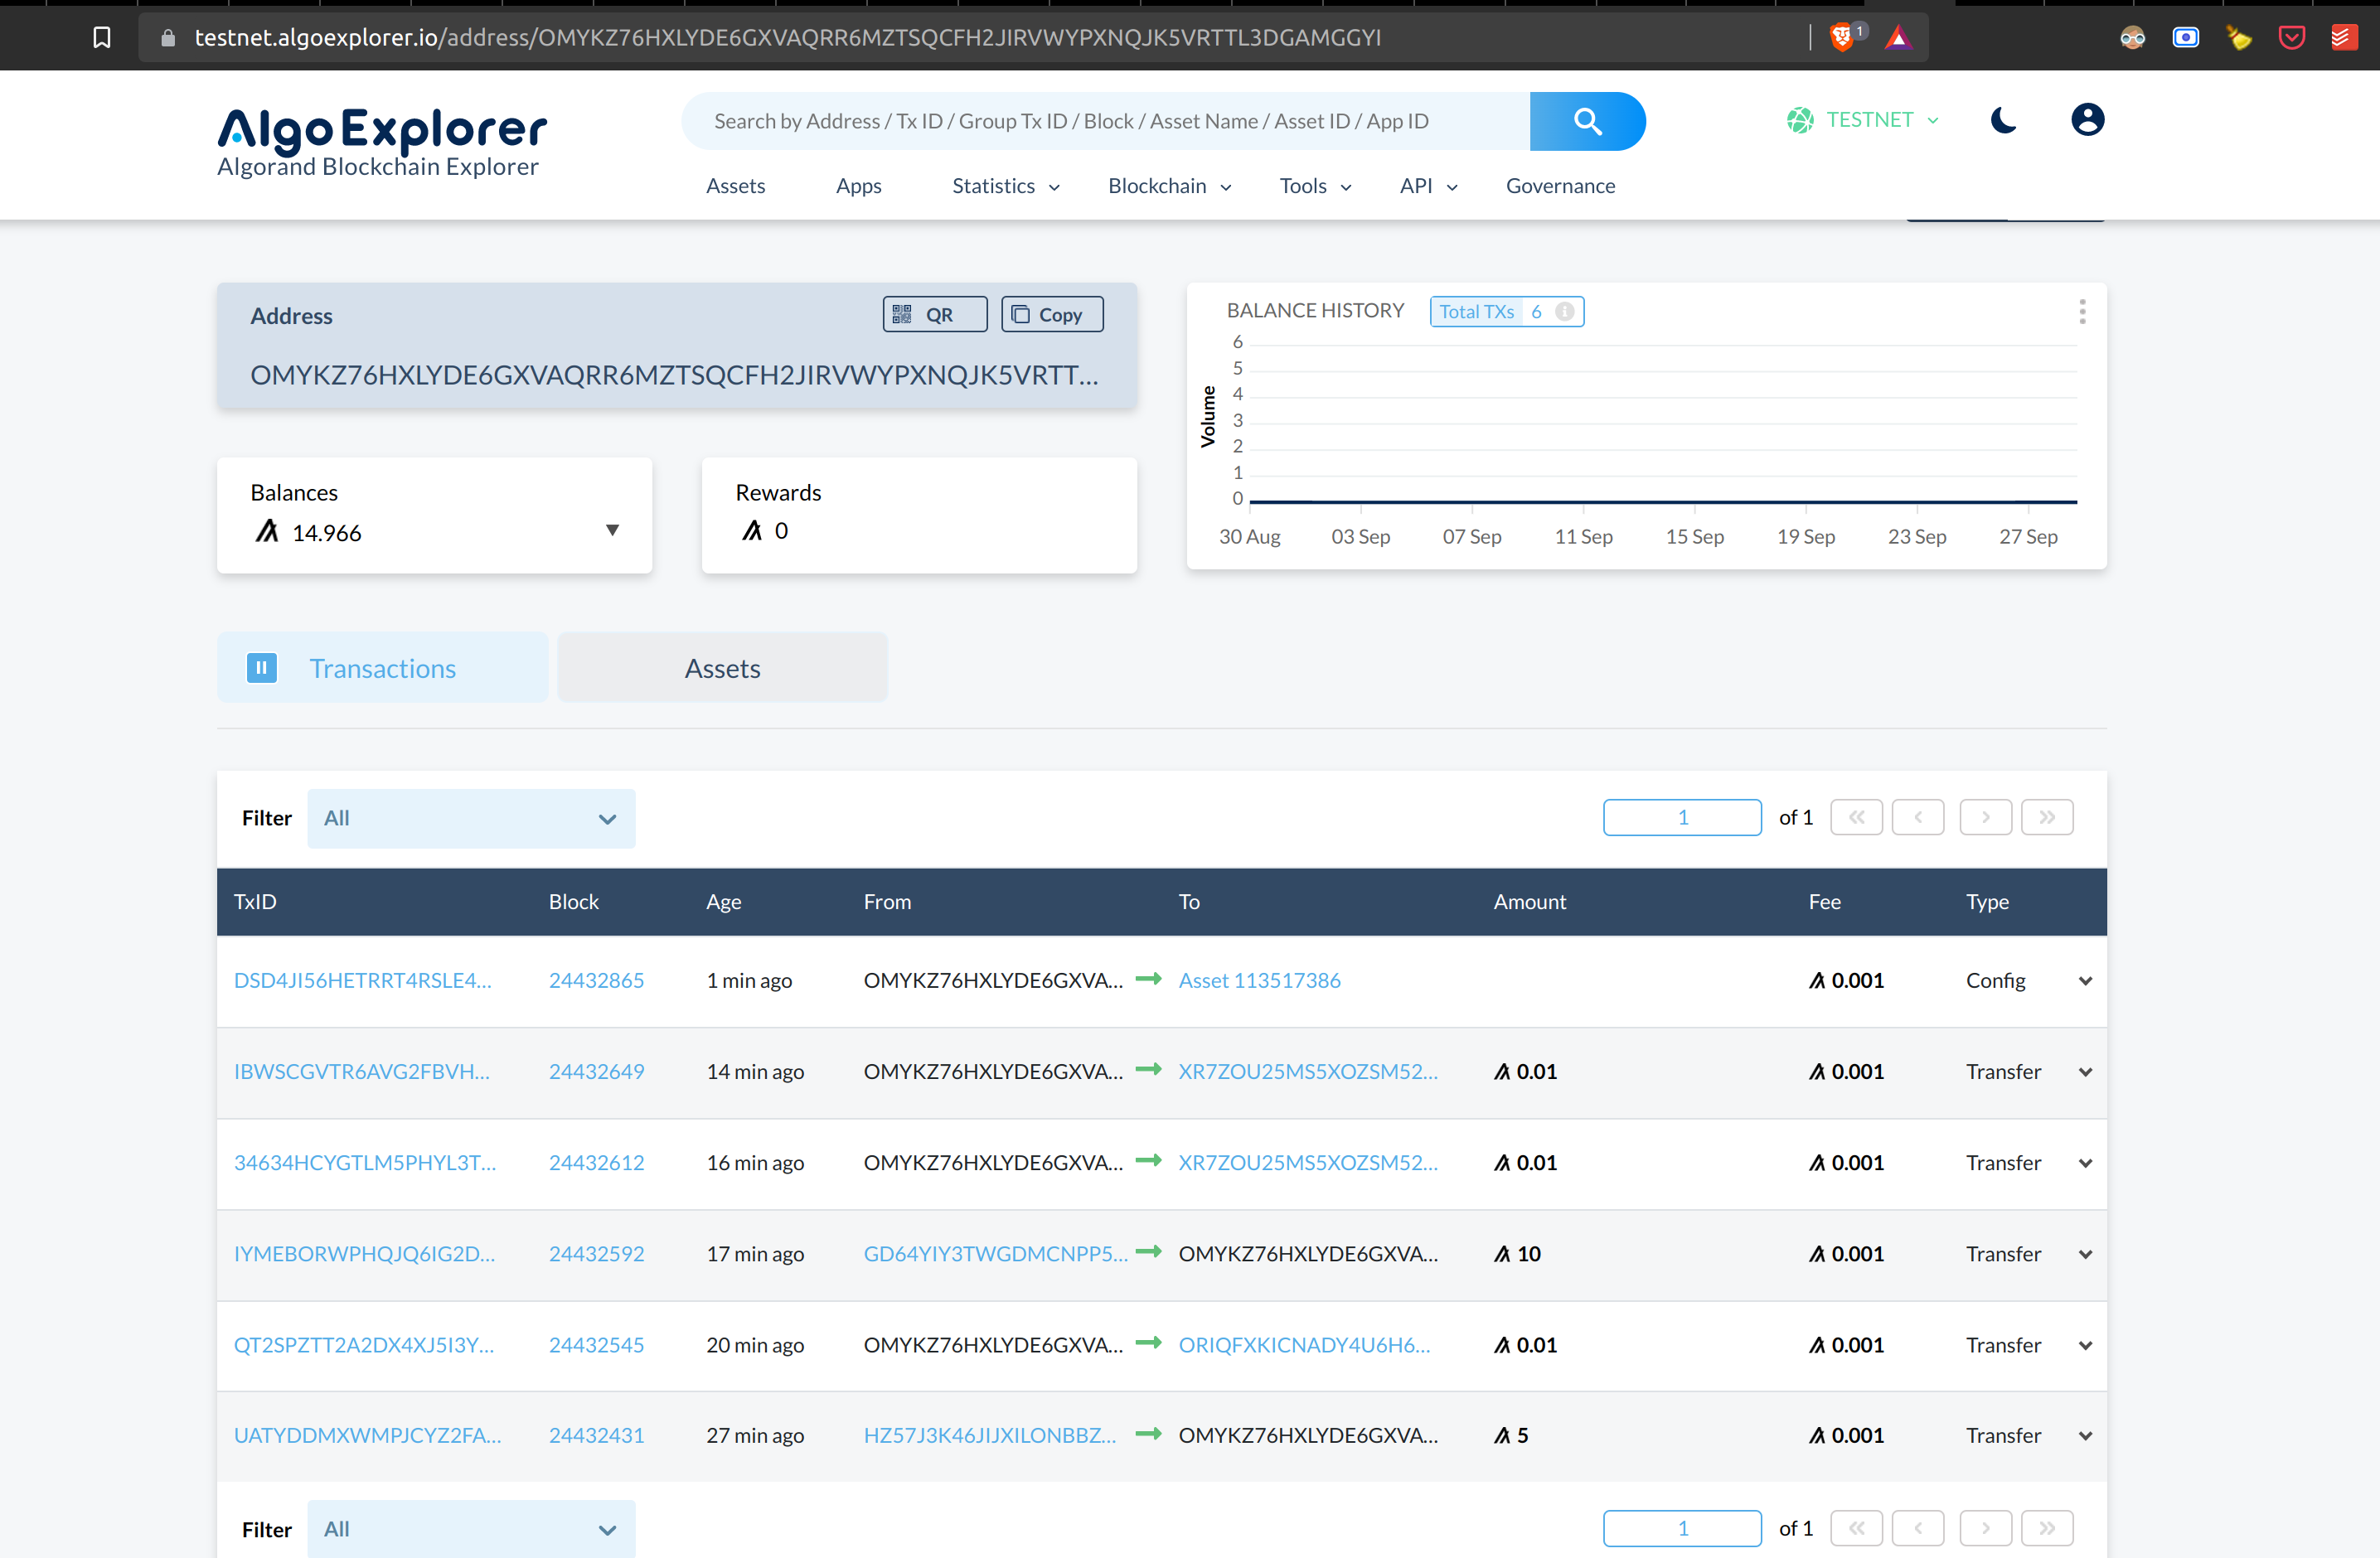 testnet.algoexplorer.io/address/OMYKZ76HXLYDE6GXVAQRR6MZTSQCFH2JIRVWYPXNQJK5VRTTL3DGAMGGYI
1
AlgoExplorer
Algorand Blockchain Explorer
Search by Address / Tx ID / Group Tx ID / Block / Asset Name / Asset ID / App ID
TESTNET
Assets Apps Statistics Blockchain Tools API Governance
Address
QR
Copy
OMYKZ76HXLYDE6GXVAQRR6MZTSQCFH2JIRVWYPXNQJK5VRTT...
Balances
14.966
Rewards
0
BALANCE HISTORY
Total TXs 6
Volume
6
5
4
3
2
1
0
30 Aug 03 Sep 07 Sep 11 Sep 15 Sep 19 Sep 23 Sep 27 Sep
Transactions
Assets
Filter All 1 of 1
TxID Block Age From To Amount Fee Type
DSD4JI56HETRRT4RSLE4... 24432865 1 min ago OMYKZ76HXLYDE6GXVA... Asset 113517386 0.001 Config
IBWSCGVTR6AVG2FBVH... 24432649 14 min ago OMYKZ76HXLYDE6GXVA... XR7ZOU25MS5XOZSM52... 0.01 0.001 Transfer
34634HCYGTLM5PHYL3T... 24432612 16 min ago OMYKZ76HXLYDE6GXVA... XR7ZOU25MS5XOZSM52... 0.01 0.001 Transfer
IYMEBORWPHQJQ6IG2D... 24432592 17 min ago GD64YIY3TWGDMCNPP5... OMYKZ76HXLYDE6GXVA... 10 0.001 Transfer
QT2SPZTT2A2DX4XJ5I3Y... 24432545 20 min ago OMYKZ76HXLYDE6GXVA... ORIQFXKICNADY4U6H6... 0.01 0.001 Transfer
UATYDDMXWMPJCYZ2FA... 24432431 27 min ago HZ57J3K46JIJXILONBBZ... OMYKZ76HXLYDE6GXVA... 5 0.001 Transfer
Filter All 1 of 1